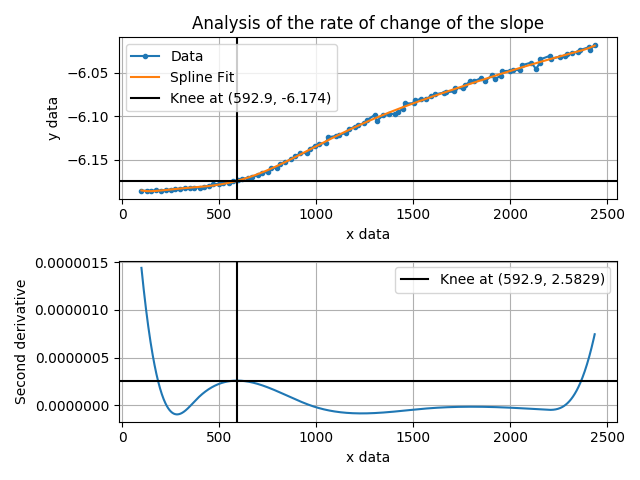 Analysis of the rate of change of the slope
Data
Spline Fit
Knee at (592.9, -6.174)
y data
−6.05
−6.10
−6.15
0 500 1000 1500 2000 2500
x data
Knee at (592.9, 2.5829)
Second derivative
0.0000015
0.0000010
0.0000005
0.0000000
0 500 1000 1500 2000 2500
x data